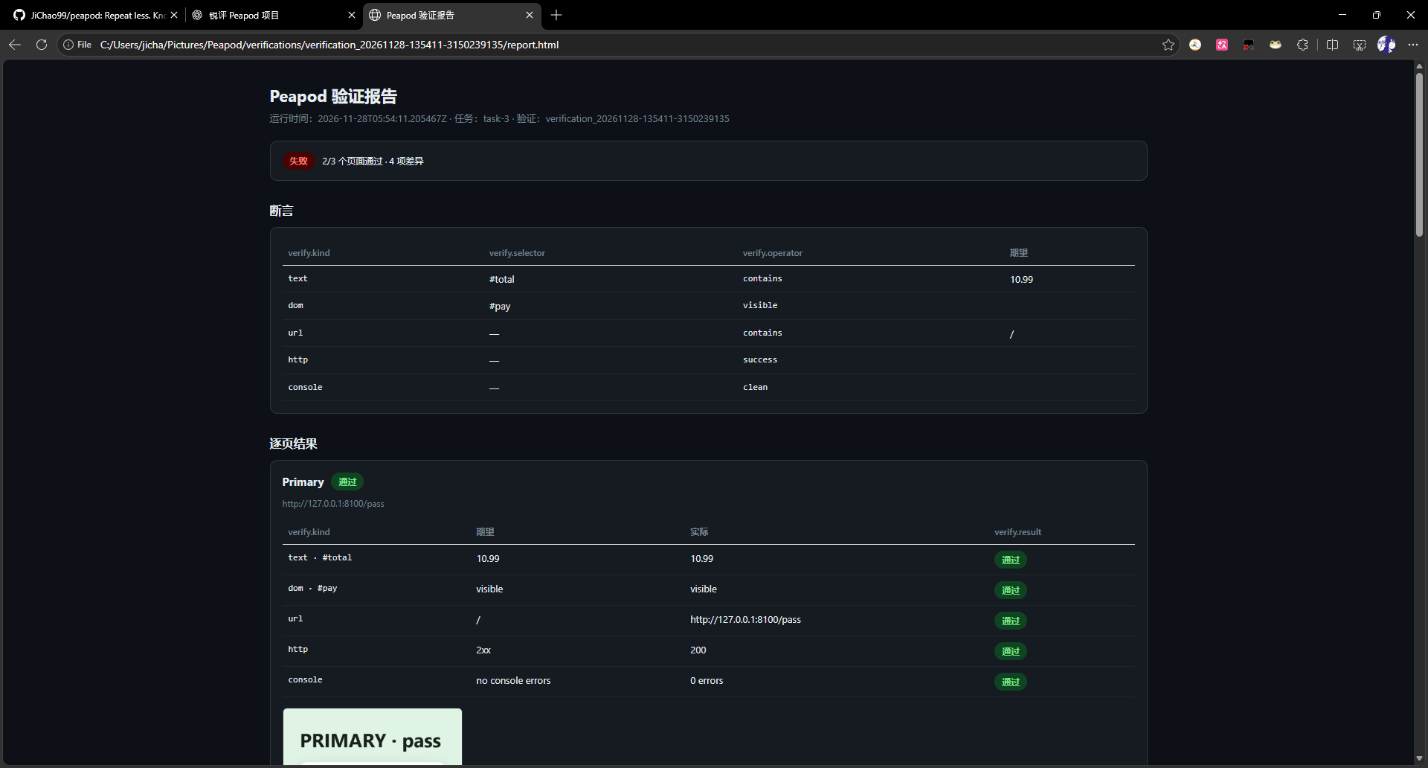 JiChao99/peapod: Repeat less. Kno
锐评 Peapod 项目
Peapod 验证报告
File C:/Users/jicha/Pictures/Peapod/verifications/verification_20261128-135411-3150239135/report.html
Peapod 验证报告
运行时间: 2026-11-28T05:54:11.205467Z · 任务: task-3 · 验证: verification_20261128-135411-3150239135
失败 2/3 个页面通过 · 4 项差异
断言
verify.kind verify.selector verify.operator 期望
text #total contains 10.99
dom #pay visible
url — contains /
http — success
console — clean
逐页结果
Primary 通过
http://127.0.0.1:8100/pass
verify.kind 期望 实际 verify.result
text · #total 10.99 10.99 通过
dom · #pay visible visible 通过
url / http://127.0.0.1:8100/pass 通过
http 2xx 200 通过
console no console errors 0 errors 通过
PRIMARY · pass